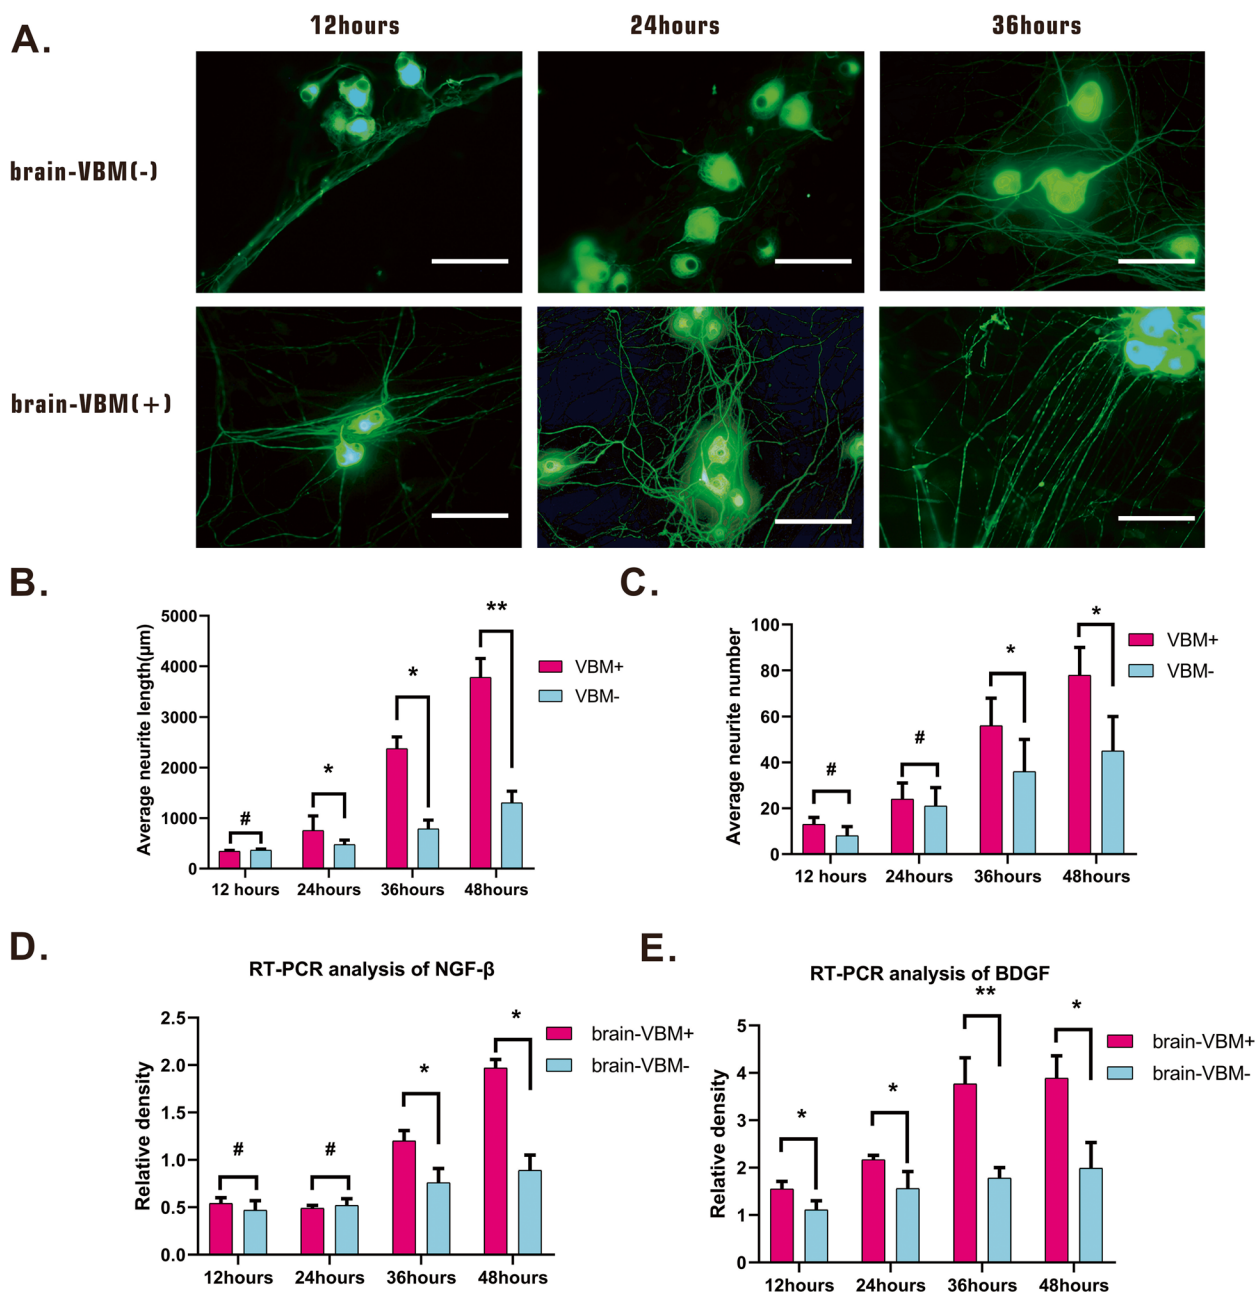 A.
12hours 24hours 36hours
brain-VBM(-)
brain-VBM(+)
B.
Average neurite length(μm)
5000
4000
3000
2000
1000
0
# * * **
12 hours 24hours 36hours 48hours
VBM+
VBM-
C.
Average neurite number
100
80
60
40
20
0
# # * *
12 hours 24hours 36hours 48hours
VBM+
VBM-
D.
RT-PCR analysis of NGF-β
Relative density
2.5
2.0
1.5
1.0
0.5
0.0
# # * *
12hours 24hours 36hours 48hours
brain-VBM+
brain-VBM-
E.
RT-PCR analysis of BDGF
Relative density
5
4
3
2
1
0
* * ** *
12hours 24hours 36hours 48hours
brain-VBM+
brain-VBM-